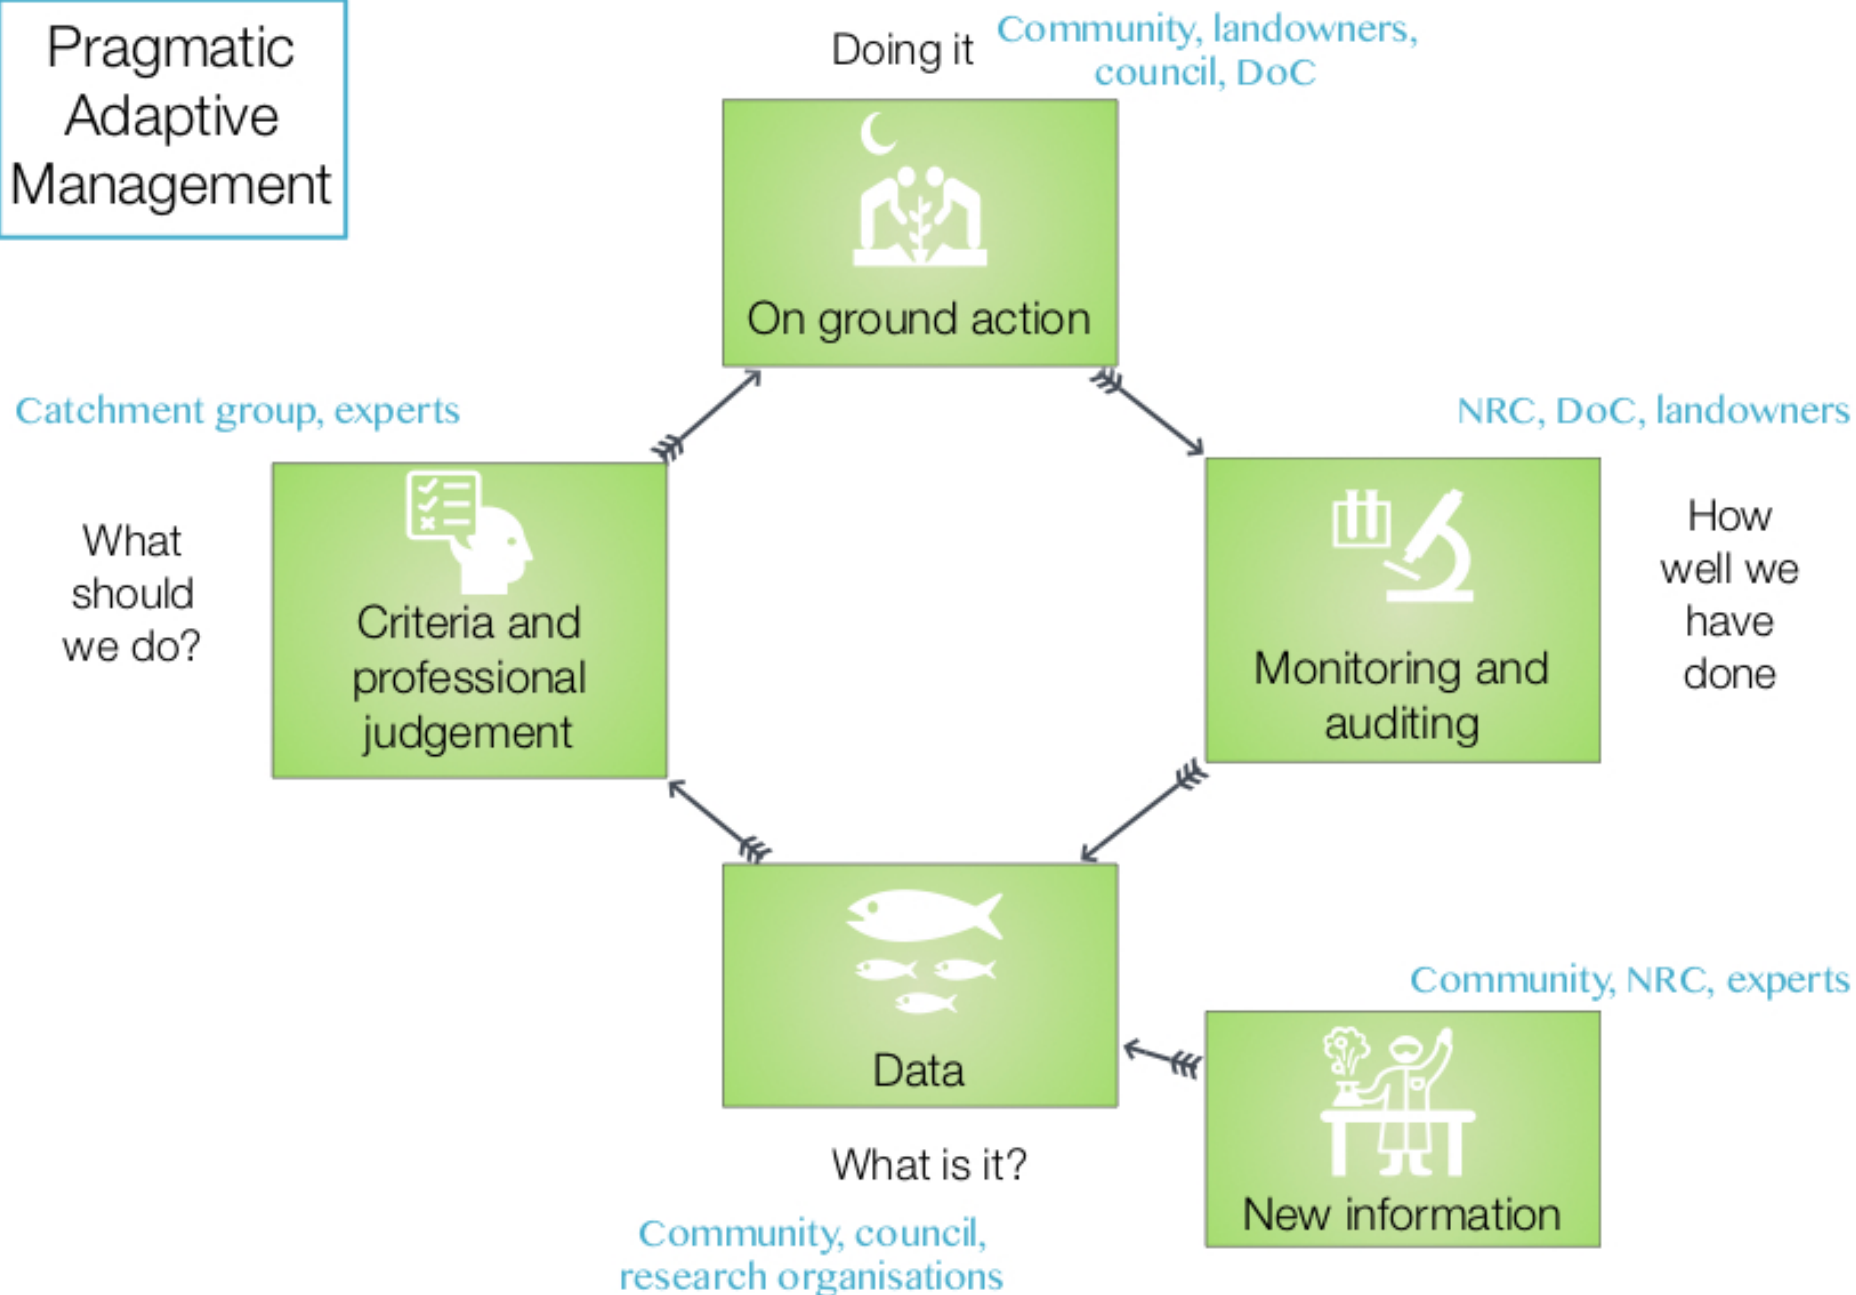 Pragmatic
Adaptive
Management
Doing it
Community, landowners,
council, DoC
On ground action
Catchment group, experts
What
should
we do?
Criteria and
professional
judgement
NRC, DoC, landowners
How
well we
have
done
Monitoring and
auditing
Data
What is it?
Community, council,
research organisations
Community, NRC, experts
New information